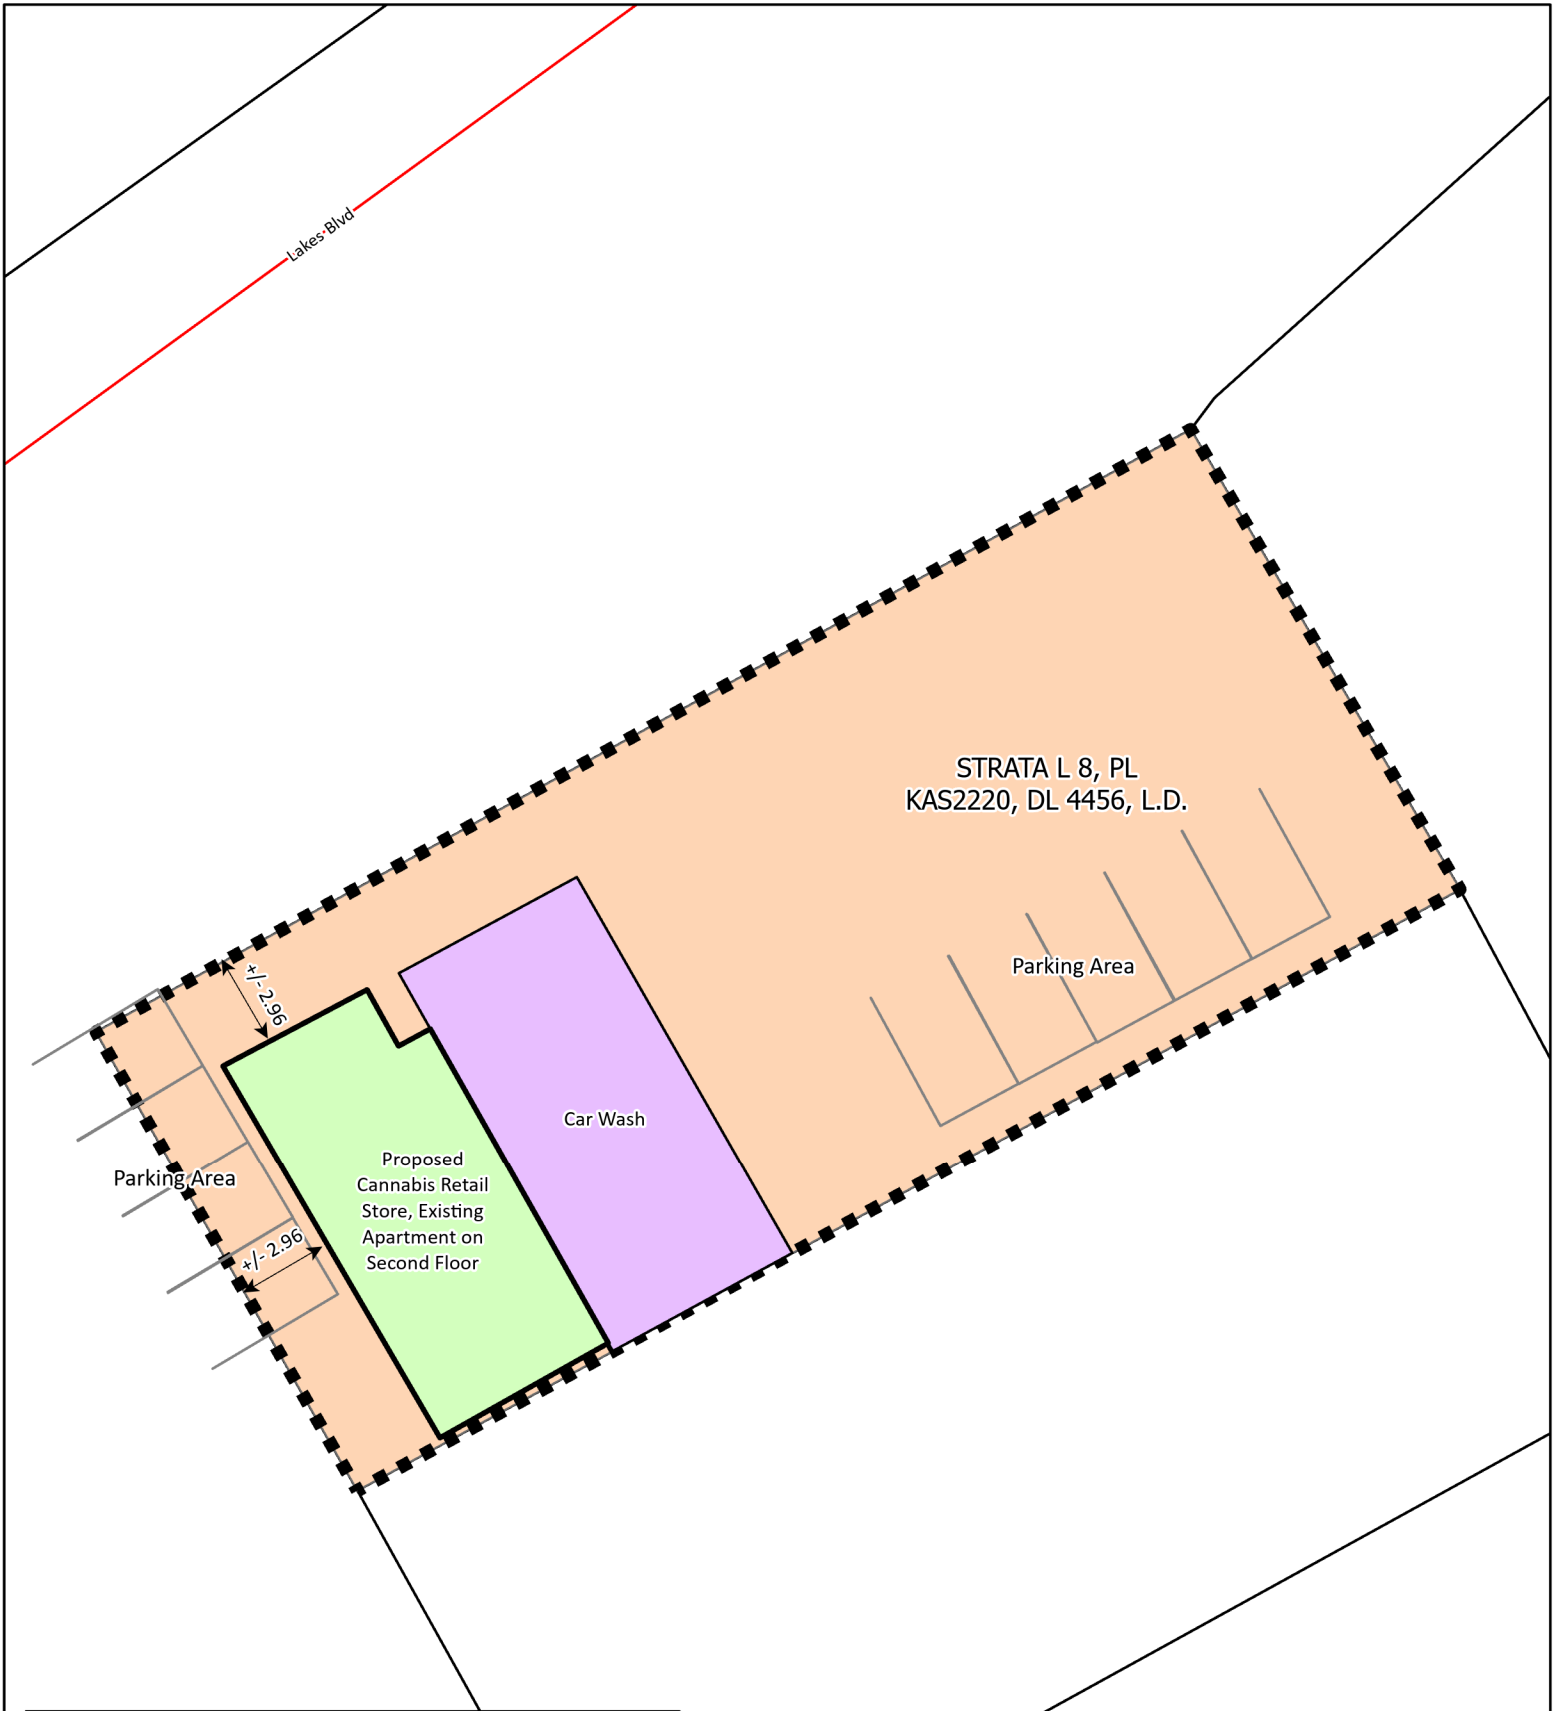 Lakes Blvd
STRATA L 8, PL
KAS2220, DL 4456, L.D.
+/- 2.96
Parking Area
Car Wash
Proposed
Cannabis Retail
Store, Existing
Apartment on
Second Floor
Parking Area
+/- 2.96